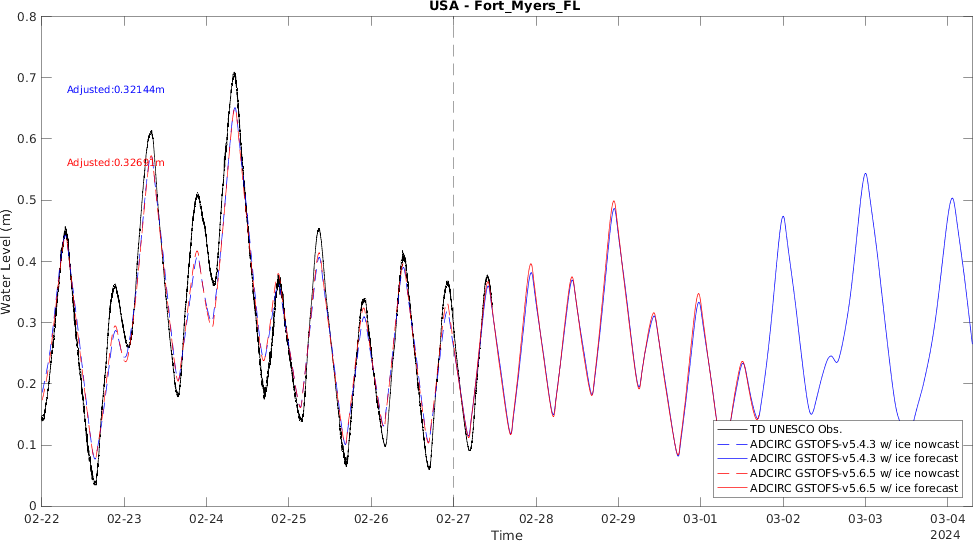 USA - Fort_Myers_FL
0.8
0.7
0.6
0.5
0.4
0.3
0.2
0.1
0
Water Level (m)
Adjusted:0.32144m
Adjusted:0.32691m
TD UNESCO Obs.
ADCIRC GSTOFS-v5.4.3 w/ ice nowcast
ADCIRC GSTOFS-v5.4.3 w/ ice forecast
ADCIRC GSTOFS-v5.6.5 w/ ice nowcast
ADCIRC GSTOFS-v5.6.5 w/ ice forecast
02-22 02-23 02-24 02-25 02-26 02-27 02-28 02-29 03-01 03-02 03-03 03-04
2024
Time